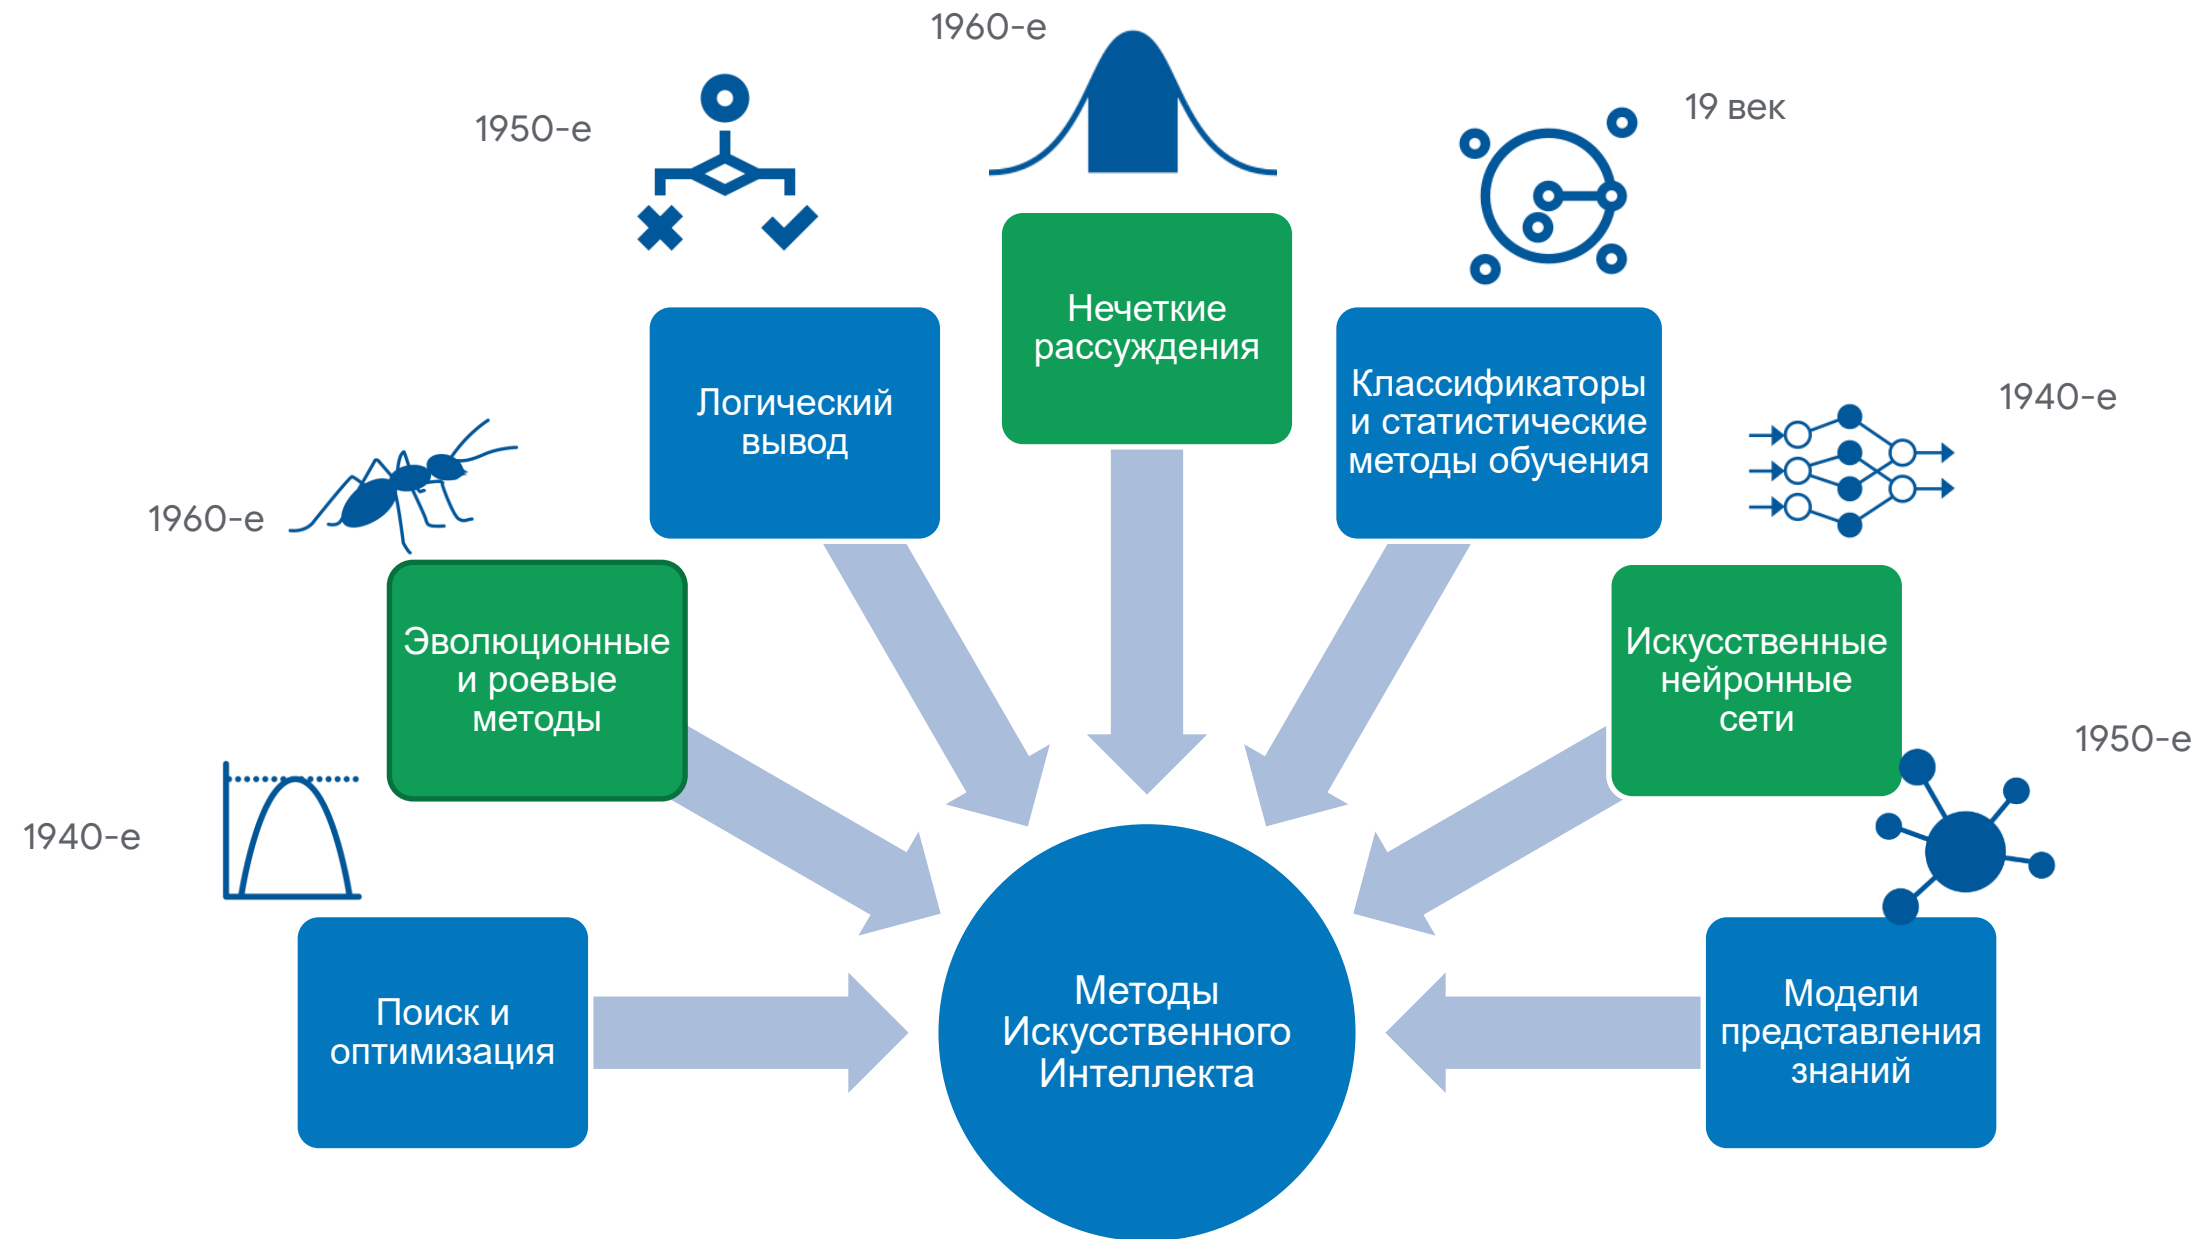 1960-е
19 век
1950-е
Нечеткие
рассуждения
Логический
вывод
Классификаторы
и статистические
методы обучения
1940-е
1960-е
Эволюционные
и роевые
методы
Искусственные
нейронные
сети
1950-е
1940-е
Поиск и
оптимизация
Методы
Искусственного
Интеллекта
Модели
представления
знаний